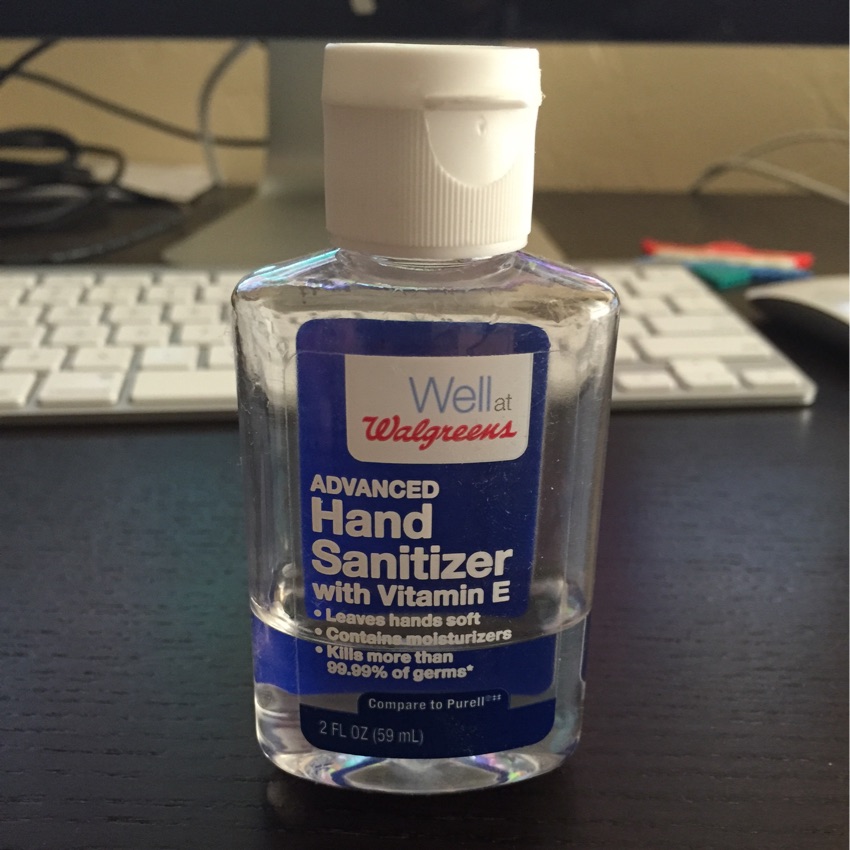 Well at
Walgreens
ADVANCED
Hand
Sanitizer
with Vitamin E
• Leaves hands soft
• Contains moisturizers
• Kills more than
99.99% of germs*
Compare to Purell®‡‡
2 FL OZ (59 mL)